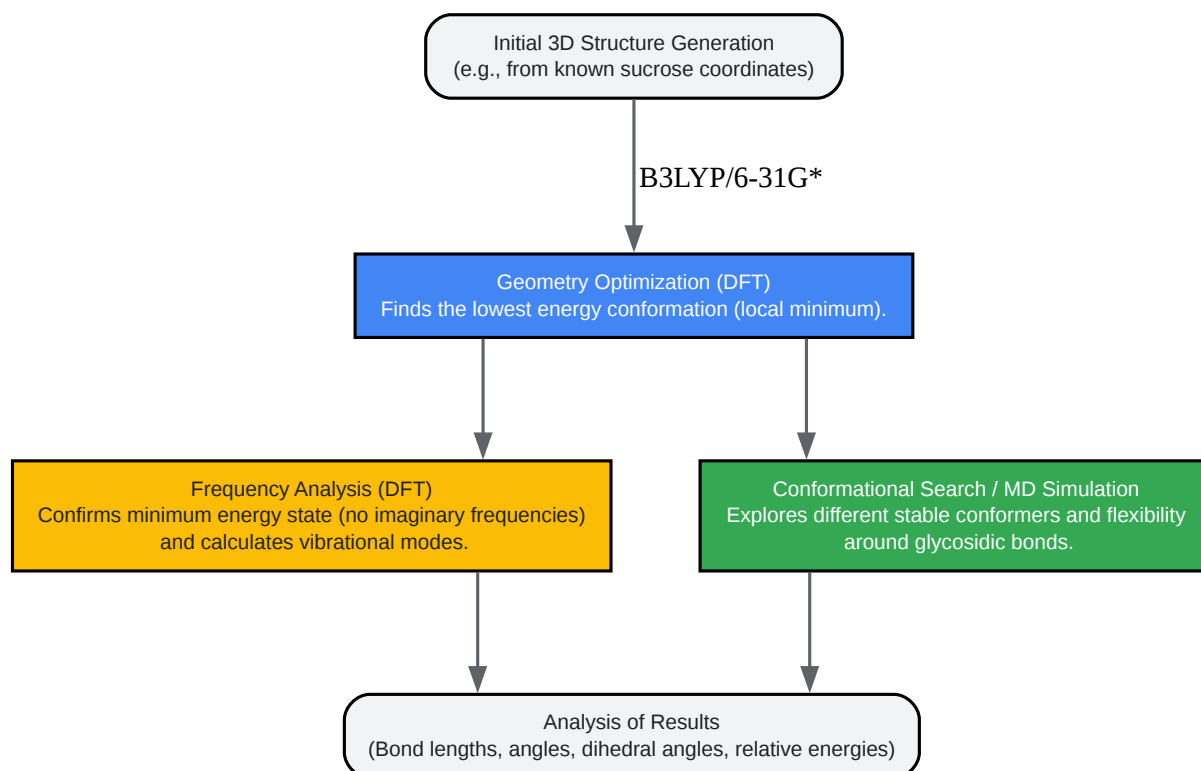 Initial 3D Structure Generation
(e.g., from known sucrose coordinates)
B3LYP/6-31G*
Geometry Optimization (DFT)
Finds the lowest energy conformation (local minimum).
Frequency Analysis (DFT)
Confirms minimum energy state (no imaginary frequencies)
and calculates vibrational modes.
Conformational Search / MD Simulation
Explores different stable conformers and flexibility
around glycosidic bonds.
Analysis of Results
(Bond lengths, angles, dihedral angles, relative energies)